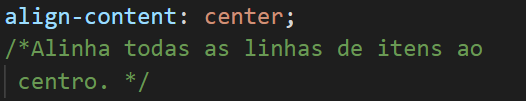 align-content: center;
/*Alinha todas as linhas de itens ao
centro. */